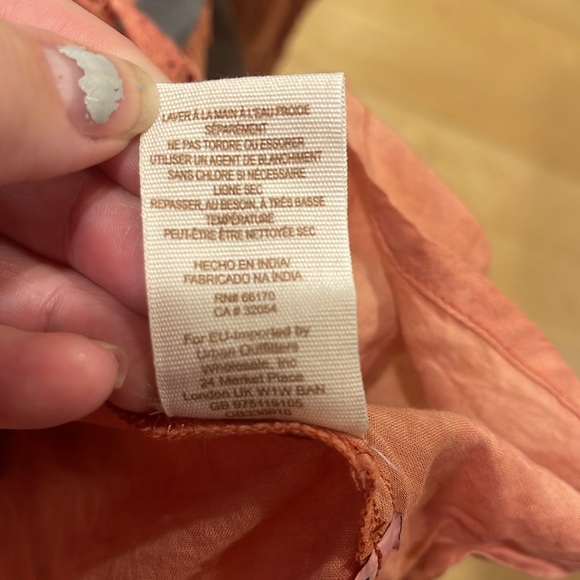 LAVER À LA MAIN À L'EAU FROIDE
SÉPAREMENT
NE PAS TORDRE OU ESSORER
UTILISER UN AGENT DE BLANCHIMENT
SANS CHLORE SI NÉCESSAIRE
LIGNE SEC
REPASSER AU BESOIN, À TRÈS BASSE
TEMPÉRATURE
PEUT-ÊTRE ÊTRE NETTOYÉE SEC
HECHO EN INDIA/
FABRICADO NA ÍNDIA
RN# 66170
CA # 32054
For EU-Imported by
Urban Outfitters
Wholesale, Inc
24 Market Place
London UK W1W 8AN
GB 975119105